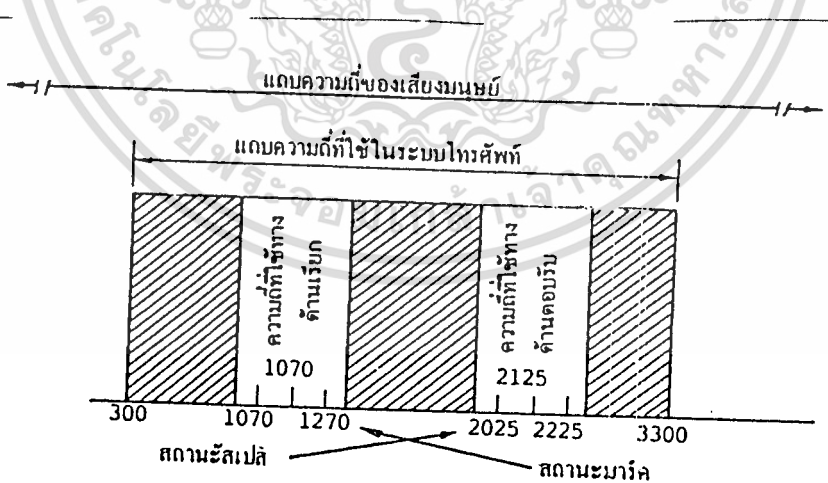 แถบความถี่ของเสียงมนุษย์
แถบความถี่ที่ใช้ในระบบโทรศัพท์
ความถี่ที่ใช้ทาง
ด้านเรียก
1070
ความถี่ที่ใช้ทาง
ด้านตอบรับ
2125
300
1070
1270
2025
2225
3300
สถานะัสเปส
สถานะมาร์ค